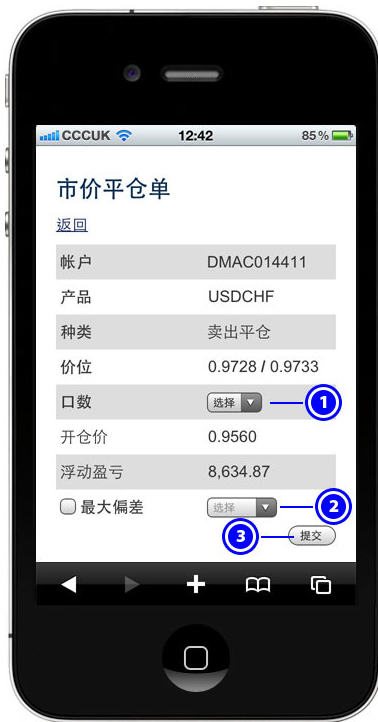 CCCUK 12:42 85%
市价平仓单
返回
帐户 DMAC014411
产品 USDCHF
种类 卖出平仓
价位 0.9728 / 0.9733
口数 选择 1
开仓价 0.9560
浮动盈亏 8,634.87
最大偏差 选择 2
3 提交